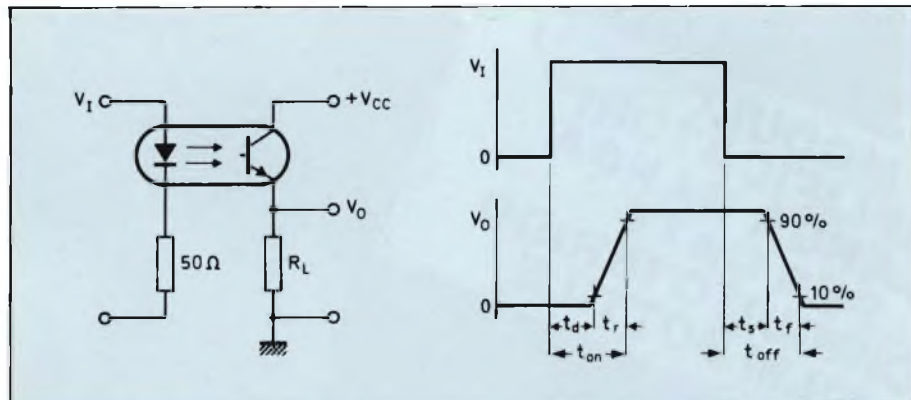 V_I
+V_CC
V_O
50 Ω
R_L
V_I
0
V_O
90%
0
10%
t_d
t_r
t_s
t_f
t_on
t_off